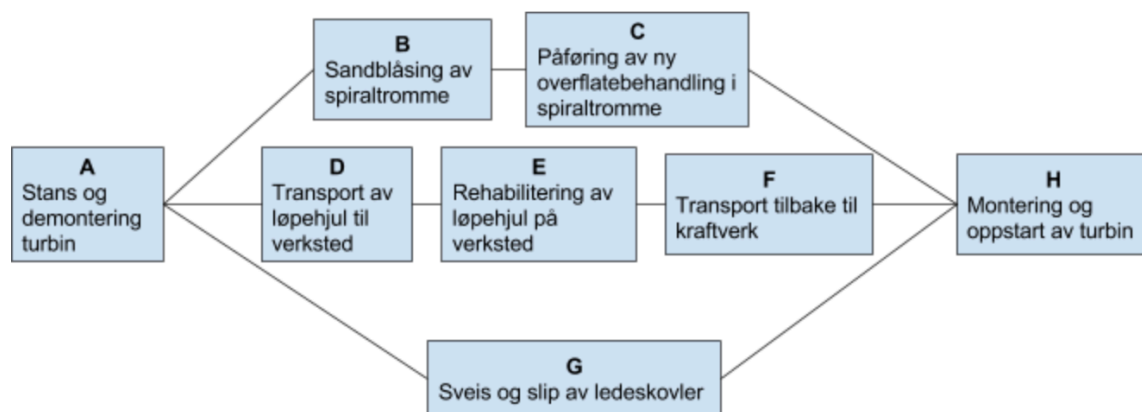 A
Stans og
demontering
turbin
B
Sandblåsing av
spiraltromme
C
Påføring av ny
overflatebehandling i
spiraltromme
D
Transport av
løpehjul til
verksted
E
Rehabilitering av
løpehjul på
verksted
F
Transport tilbake til
kraftverk
G
Sveis og slip av ledeskovler
H
Montering og
oppstart av turbin